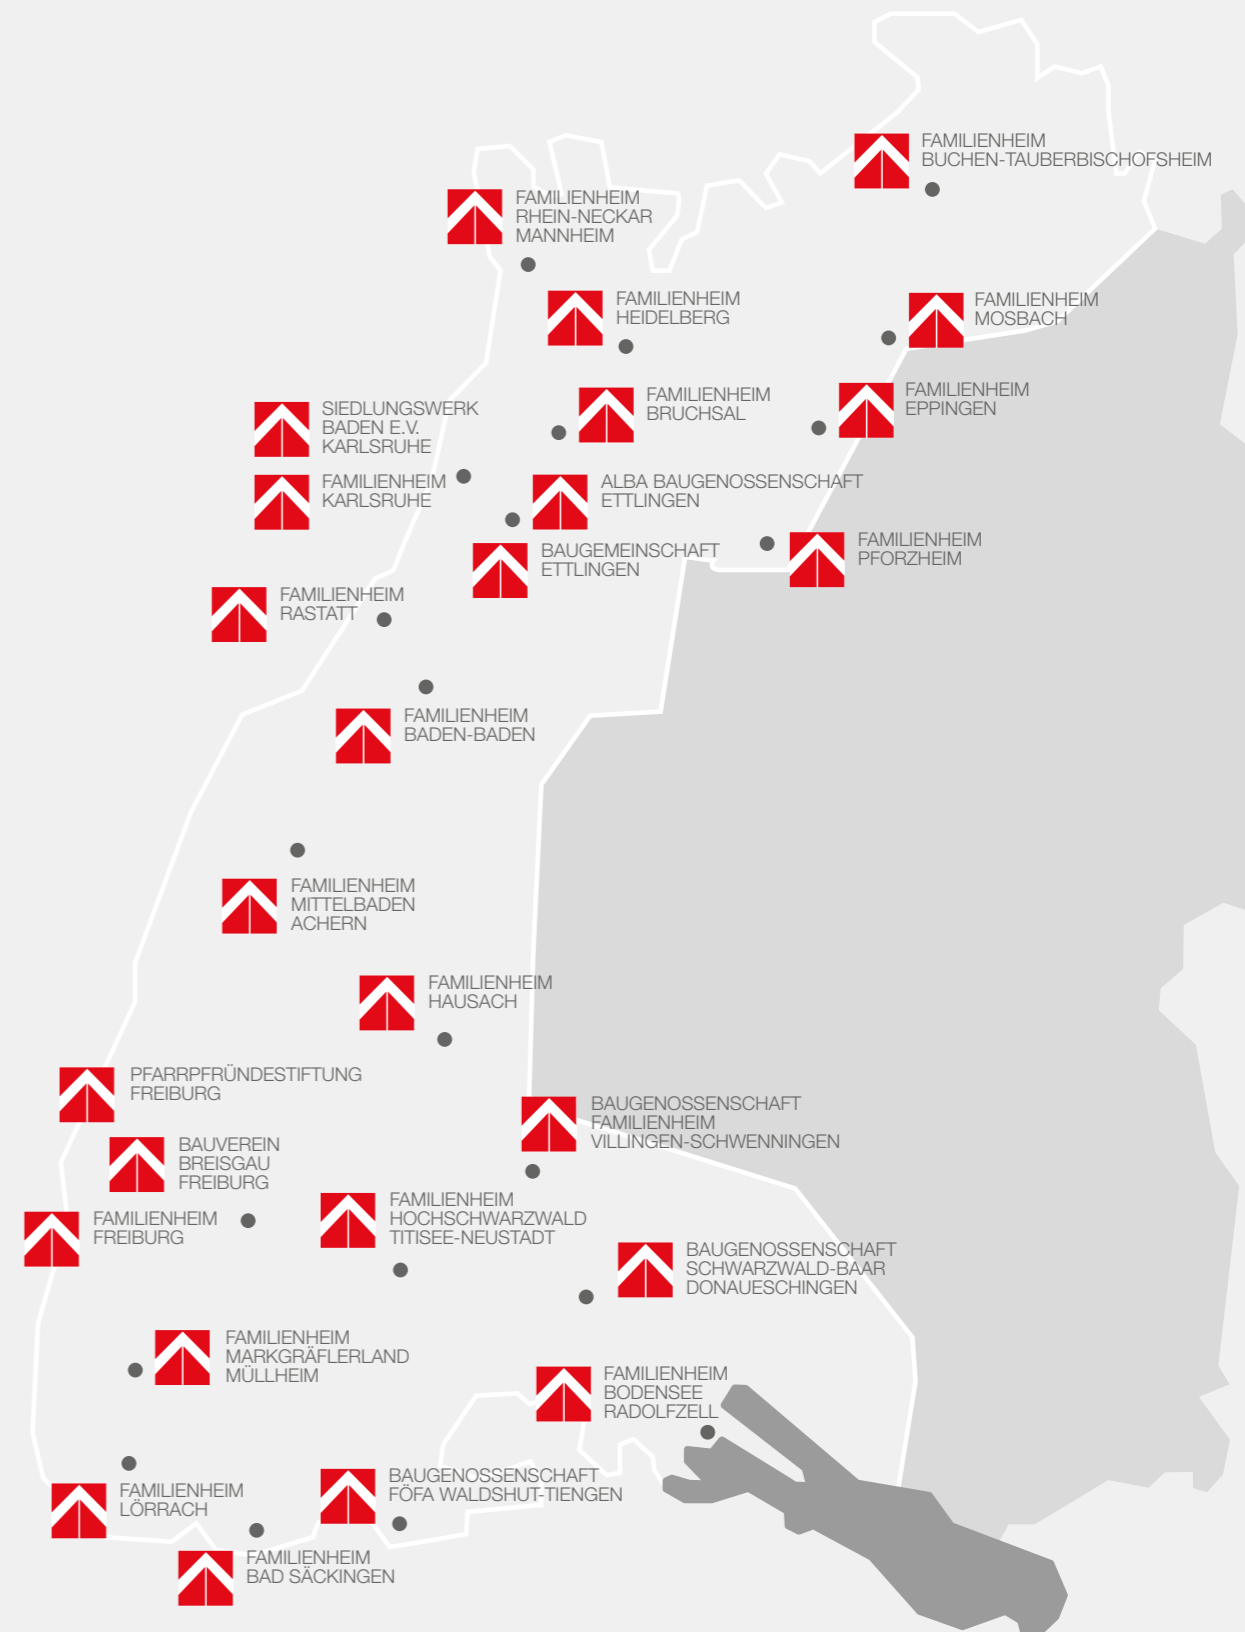 FAMILIENHEIM
BUCHEN-TAUBERBISCHOFSHEIM
FAMILIENHEIM
RHEIN-NECKAR
MANNHEIM
FAMILIENHEIM
HEIDELBERG
FAMILIENHEIM
MOSBACH
FAMILIENHEIM
EPPINGEN
FAMILIENHEIM
BRUCHSAL
SIEDLUNGSWERK
BADEN E.V.
KARLSRUHE
FAMILIENHEIM
KARLSRUHE
ALBA BAUGENOSSENSCHAFT
ETTLINGEN
BAUGEMEINSCHAFT
ETTLINGEN
FAMILIENHEIM
PFORZHEIM
FAMILIENHEIM
RASTATT
FAMILIENHEIM
BADEN-BADEN
FAMILIENHEIM
MITTELBADEN
ACHERN
FAMILIENHEIM
HAUSACH
PFARRPFRÜNDESTIFTUNG
FREIBURG
BAUGENOSSENSCHAFT
FAMILIENHEIM
VILLINGEN-SCHWENNINGEN
BAUVEREIN
BREISGAU
FREIBURG
FAMILIENHEIM
HOCHSCHWARZWALD
TITISEE-NEUSTADT
FAMILIENHEIM
FREIBURG
BAUGENOSSENSCHAFT
SCHWARZWALD-BAAR
DONAUESCHINGEN
FAMILIENHEIM
MARKGRÄFLERLAND
MÜLLHEIM
FAMILIENHEIM
BODENSEE
RADOLFZELL
BAUGENOSSENSCHAFT
FÖFA WALDSHUT-TIENGEN
FAMILIENHEIM
LÖRRACH
FAMILIENHEIM
BAD SÄCKINGEN